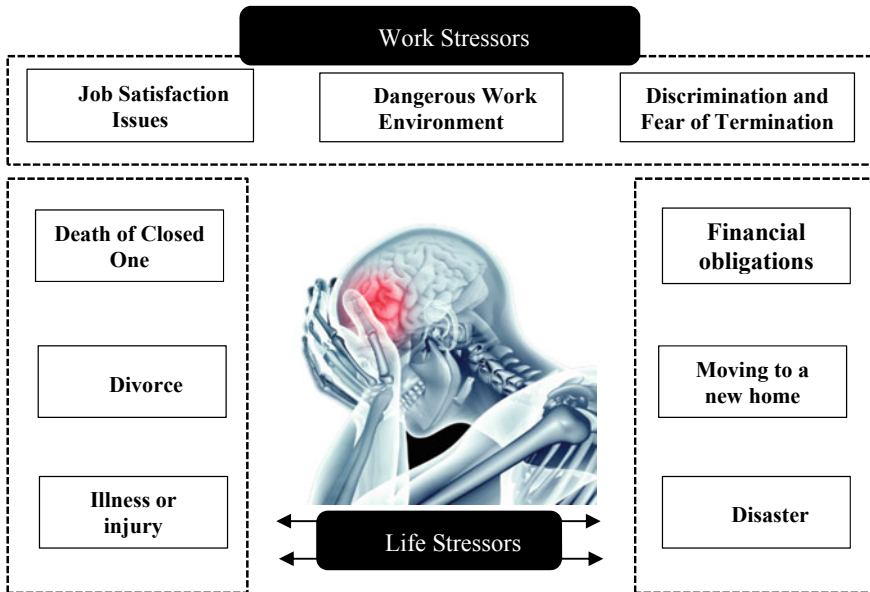 Work Stressors
Job Satisfaction
Issues
Dangerous Work
Environment
Discrimination and
Fear of Termination
Death of Closed
One
Divorce
Illness or
injury
Financial
obligations
Moving to a
new home
Disaster
Life Stressors